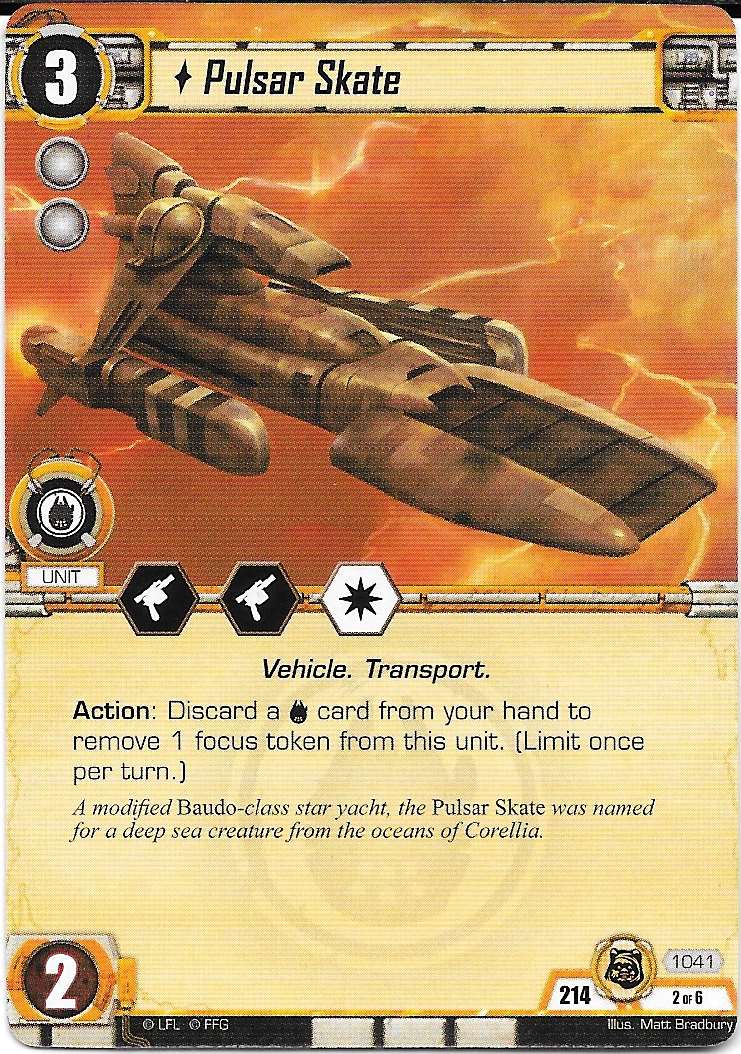 3
Pulsar Skate
UNIT
Vehicle. Transport.
Action: Discard a card from your hand to
remove 1 focus token from this unit. (Limit once
per turn.)
A modified Baudo-class star yacht, the Pulsar Skate was named
for a deep sea creature from the oceans of Corellia.
2
1041
214
2 OF 6
© LFL © FFG
Illus. Matt Bradbury